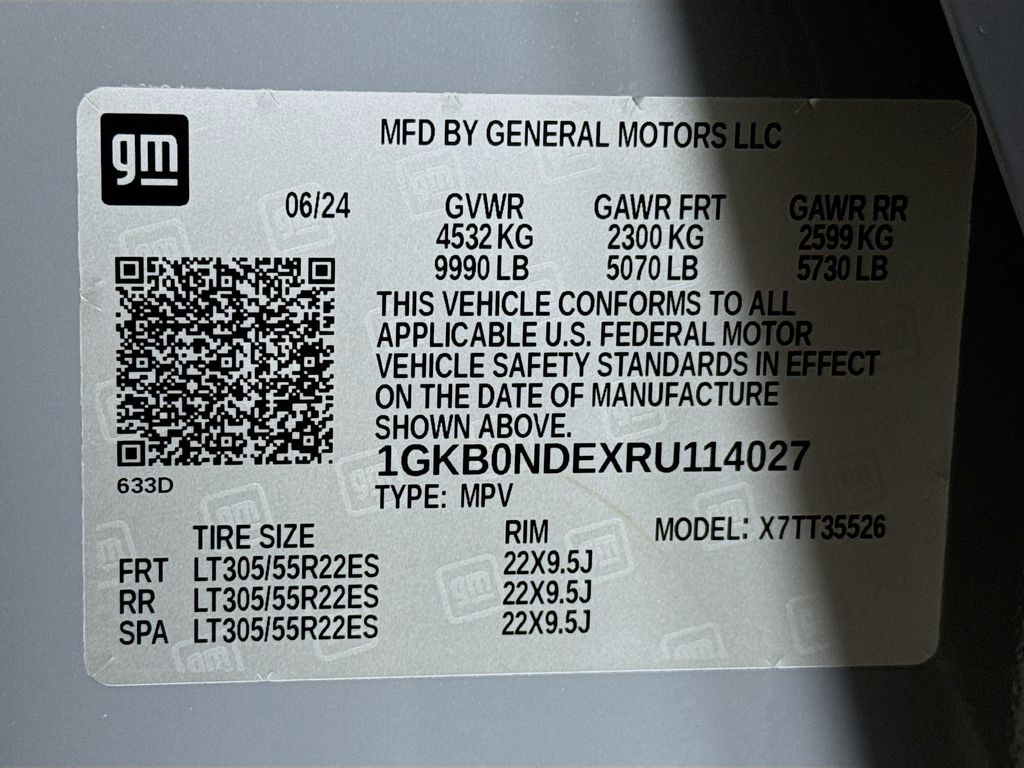 gm
MFD BY GENERAL MOTORS LLC
06/24 GVWR GAWR FRT GAWR RR
4532 KG 2300 KG 2599 KG
9990 LB 5070 LB 5730 LB
THIS VEHICLE CONFORMS TO ALL
APPLICABLE U.S. FEDERAL MOTOR
VEHICLE SAFETY STANDARDS IN EFFECT
ON THE DATE OF MANUFACTURE
SHOWN ABOVE.
1GKB0NDEXRU114027
633D
TYPE: MPV
TIRE SIZE RIM MODEL: X7TT35526
FRT LT305/55R22ES 22X9.5J
RR LT305/55R22ES 22X9.5J
SPA LT305/55R22ES 22X9.5J